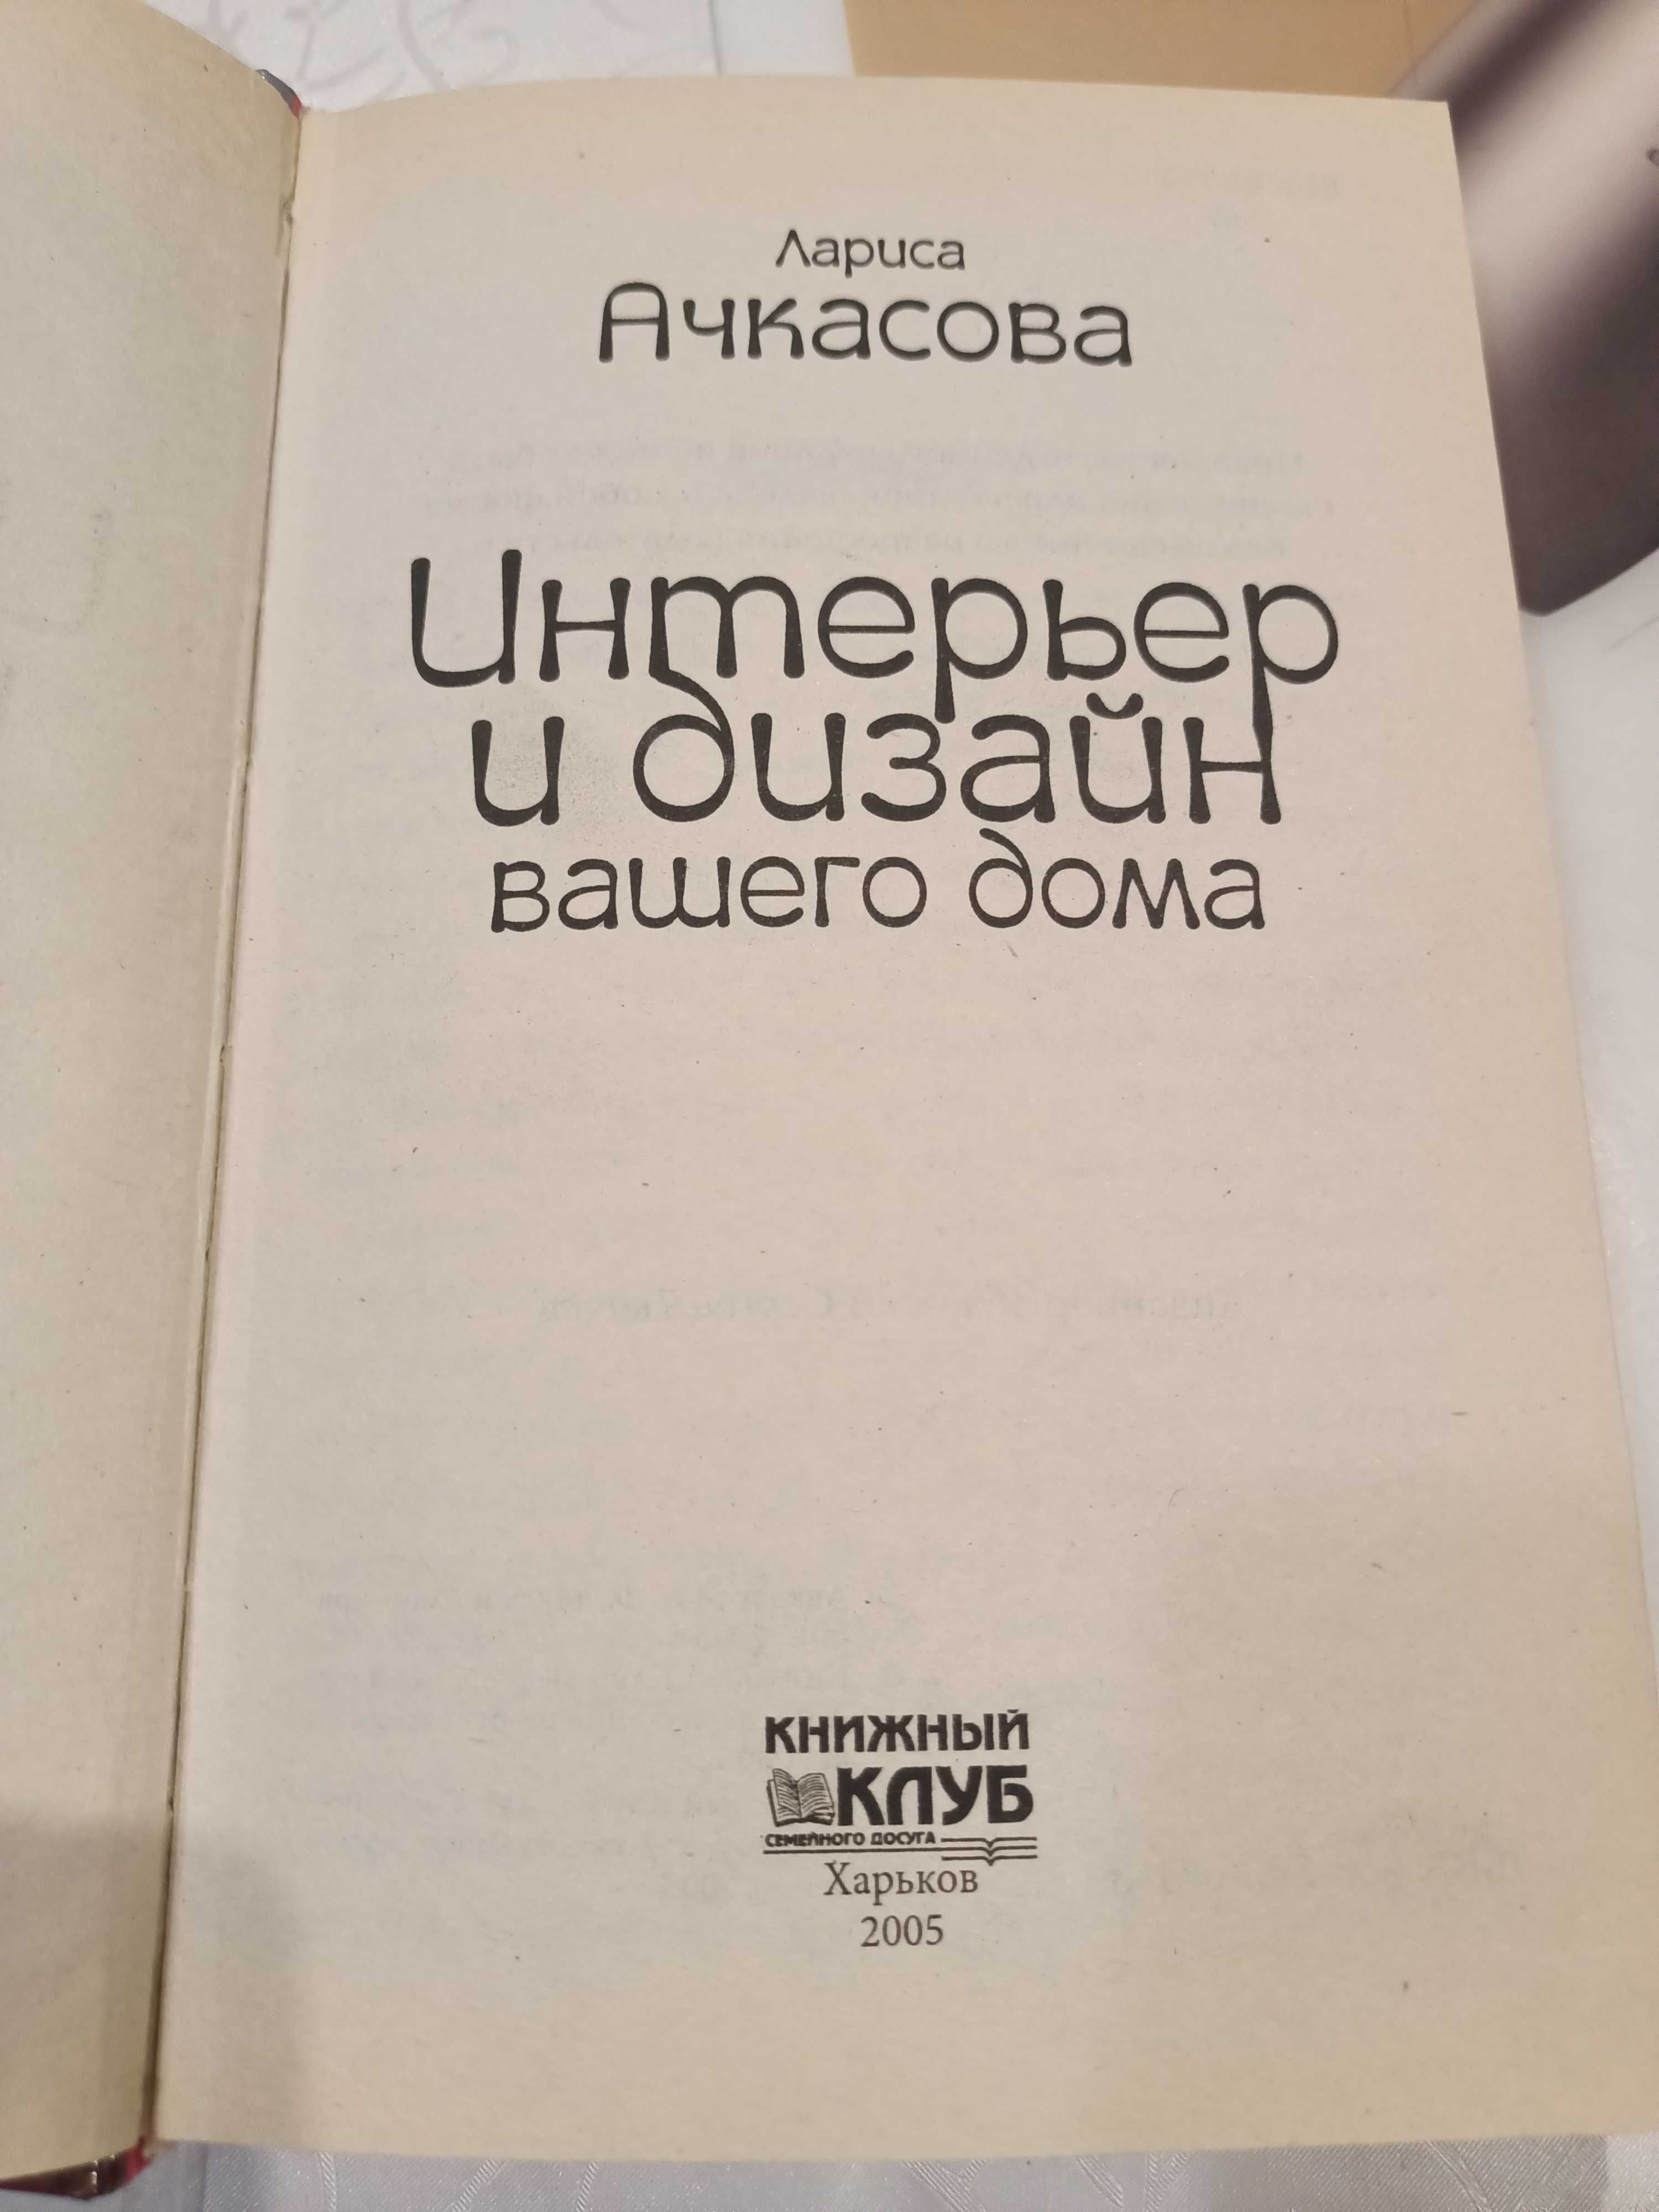 Лариса
Ачкасова
Интерьер
и дизайн
вашего дома
КНИЖНЫЙ
КЛУБ
СЕМЕЙНОГО ДОСУГА
Харьков
2005